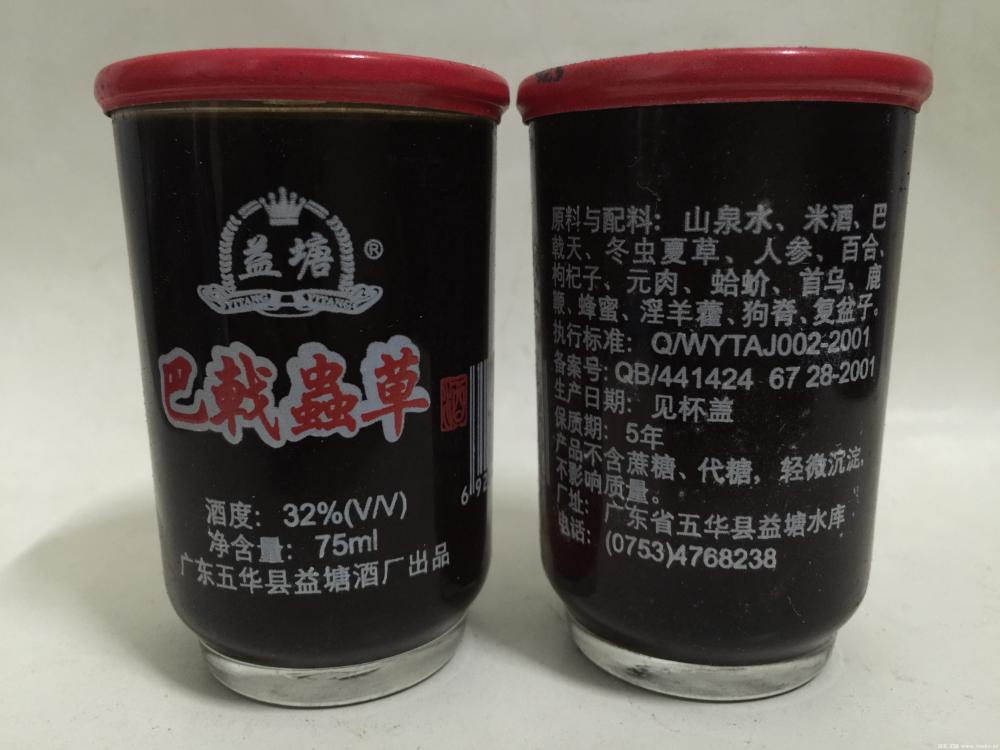 益塘
®
YITANG YITANG
巴戟蟲草
酒
酒度: 32%(V/V)
净含量: 75ml
广东五华县益塘酒厂出品
6 92
原料与配料: 山泉水、米酒、巴
戟天、冬虫夏草、人参、百合、
枸杞子、元肉、蛤蚧、首乌、鹿
鞭、蜂蜜、淫羊藿、狗脊、复盆子。
执行标准: Q/WYTAJ002-2001
备案号: QB/441424 67 28-2001
生产日期: 见杯盖
保质期: 5年
产品不含蔗糖、代糖, 轻微沉淀,
不影响质量。
厂址: 广东省五华县益塘水库
电话: (0753)4768238